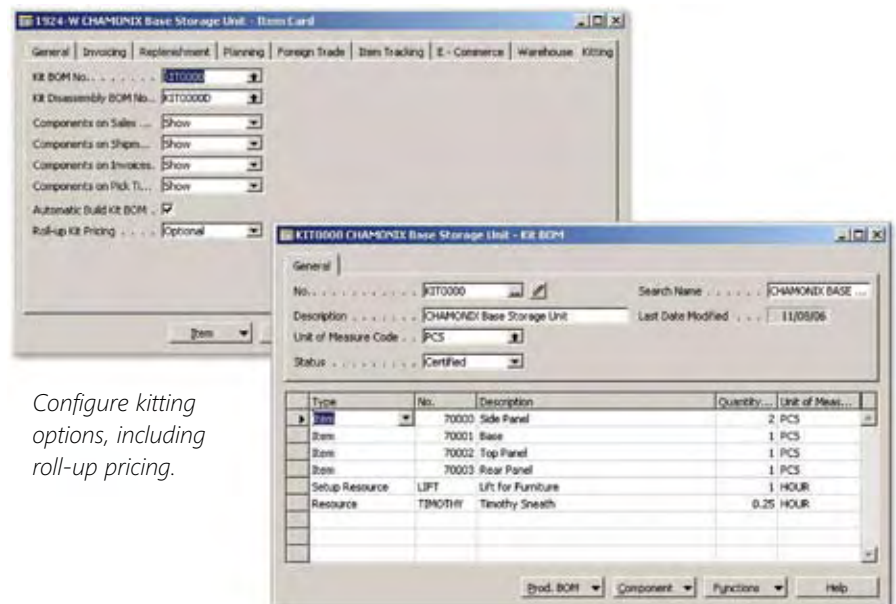 1924-W CHAMONIX Base Storage Unit - Item Card
General Invoicing Replenishment Planning Foreign Trade Item Tracking E - Commerce Warehouse Kitting
Kit BOM No. . . . . . . KIT0000
Kit Disassembly BOM No... KIT0000D
Components on Sales ... Show
Components on Shipm... Show
Components on Invoices. Show
Components on Pick Ti... Show
Automatic Build Kit BOM .
Roll-up Kit Pricing . . . . Optional
Item
KIT0000 CHAMONIX Base Storage Unit - Kit BOM
General
No. . . . . . . . . . . . KIT0000 ... Search Name . . . . . . CHAMONIX BASE ...
Description . . . . . . . . CHAMONIX Base Storage Unit Last Date Modified . . . 11/08/06
Unit of Measure Code . . PCS
Status . . . . . . . . . Certified
Type No. Description Quantity... Unit of Meas...
Item 70000 Side Panel 2 PCS
Item 70001 Base 1 PCS
Item 70002 Top Panel 1 PCS
Item 70003 Rear Panel 1 PCS
Setup Resource LIFT Lift for Furniture 1 HOUR
Resource TIMOTHY Timothy Sneath 0.25 HOUR
Prod. BOM Component Functions Help
Configure kitting
options, including
roll-up pricing.